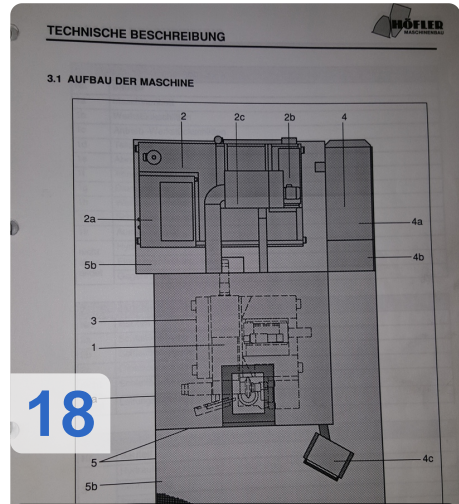 TECHNISCHE BESCHREIBUNG
HÖFLER
MASCHINENBAU
3.1 AUFBAU DER MASCHINE
2
2c
2b
4
2a
4a
5b
4b
3
1
18
5
4c
5b